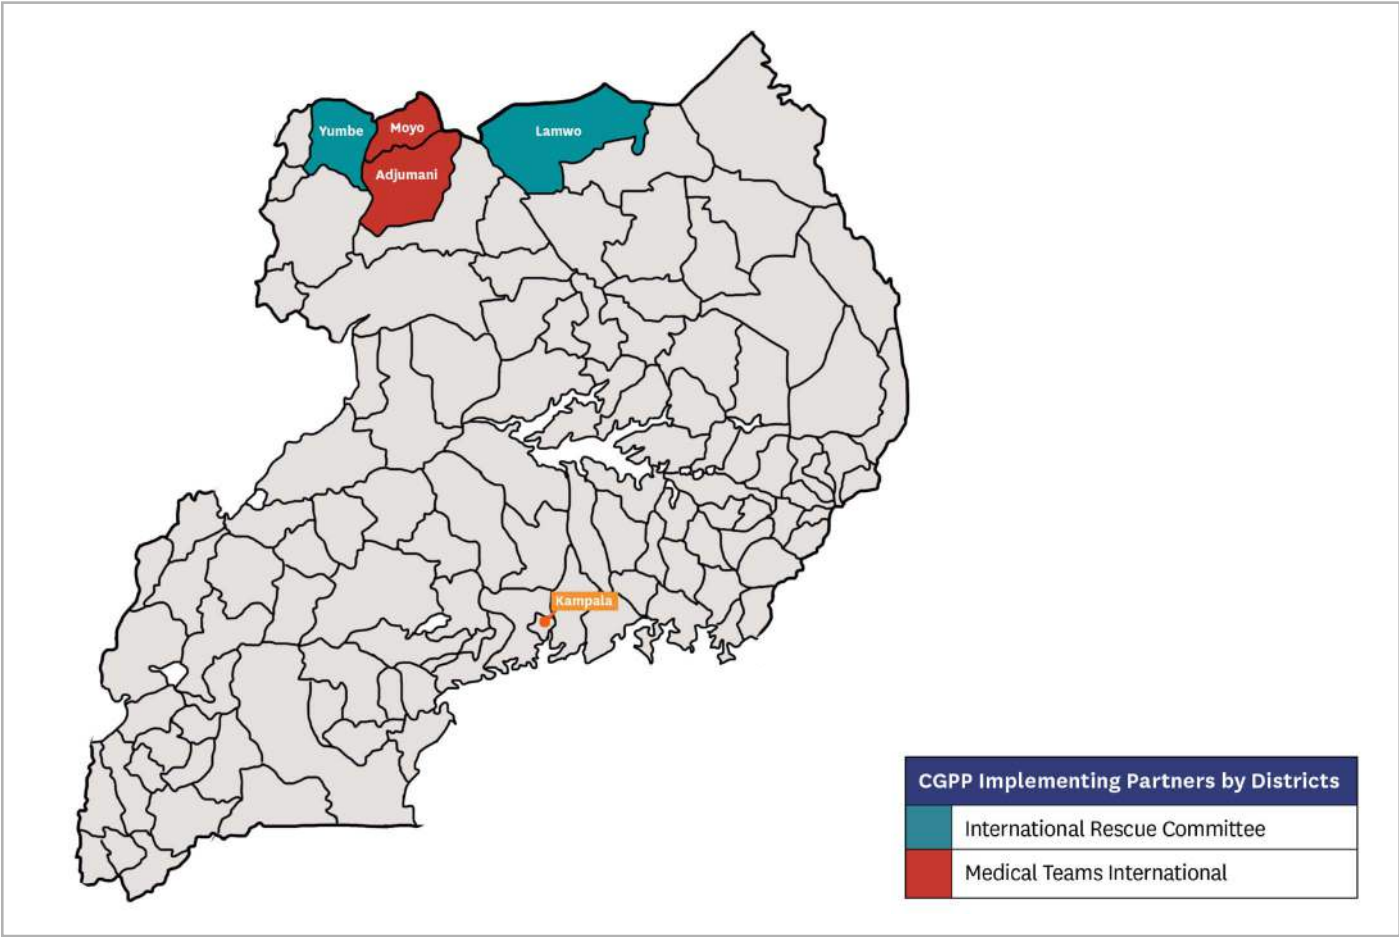 Yumbe
Moyo
Lamwo
Adjumani
Kampala
CGPP Implementing Partners by Districts
International Rescue Committee
Medical Teams International